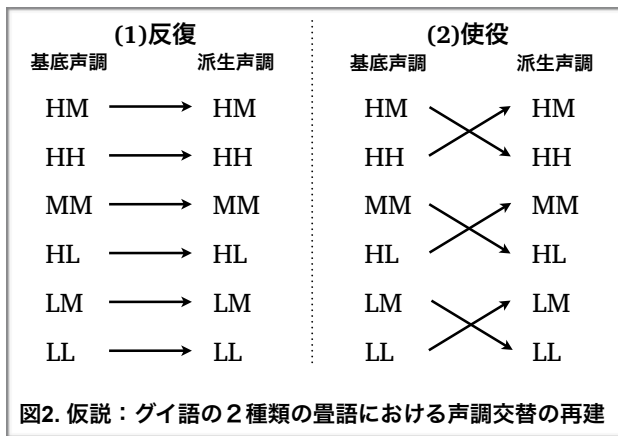 (1)反復 (2)使役
基底声調 派生声調 基底声調 派生声調
HM HM HM HM
HH HH HH HH
MM MM MM MM
HL HL HL HL
LM LM LM LM
LL LL LL LL
図2. 仮説：グイ語の２種類の畳語における声調交替の再建